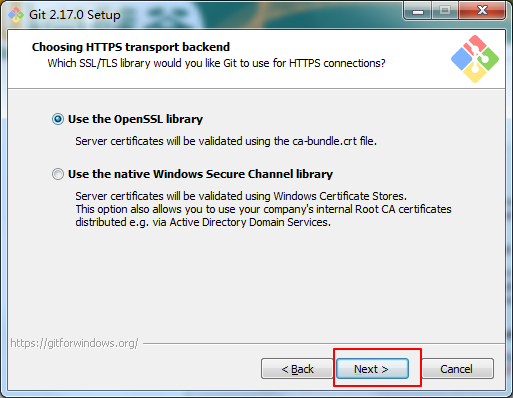 Git 2.17.0 Setup
Choosing HTTPS transport backend
Which SSL/TLS library would you like Git to use for HTTPS connections?
Use the OpenSSL library
Server certificates will be validated using the ca-bundle.crt file.
Use the native Windows Secure Channel library
Server certificates will be validated using Windows Certificate Stores.
This option also allows you to use your company's internal Root CA certificates
distributed e.g. via Active Directory Domain Services.
https://gitforwindows.org/
< Back
Next >
Cancel